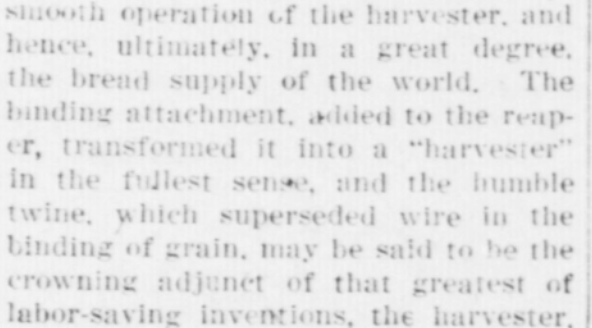 smooth operation of the harvester, and
hence, ultimately, in a great degree,
the bread supply of the world. The
binding attachment, added to the reap-
er, transformed it into a "harvester"
in the fullest sense, and the humble
twine, which superseded wire in the
binding of grain, may be said to be the
crowning adjunct of that greatest of
labor-saving inventions, the harvester.